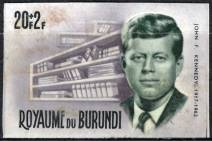 20+2F
JOHN F. KENNEDY, 1917-1963
ROYAUME DU BURUNDI